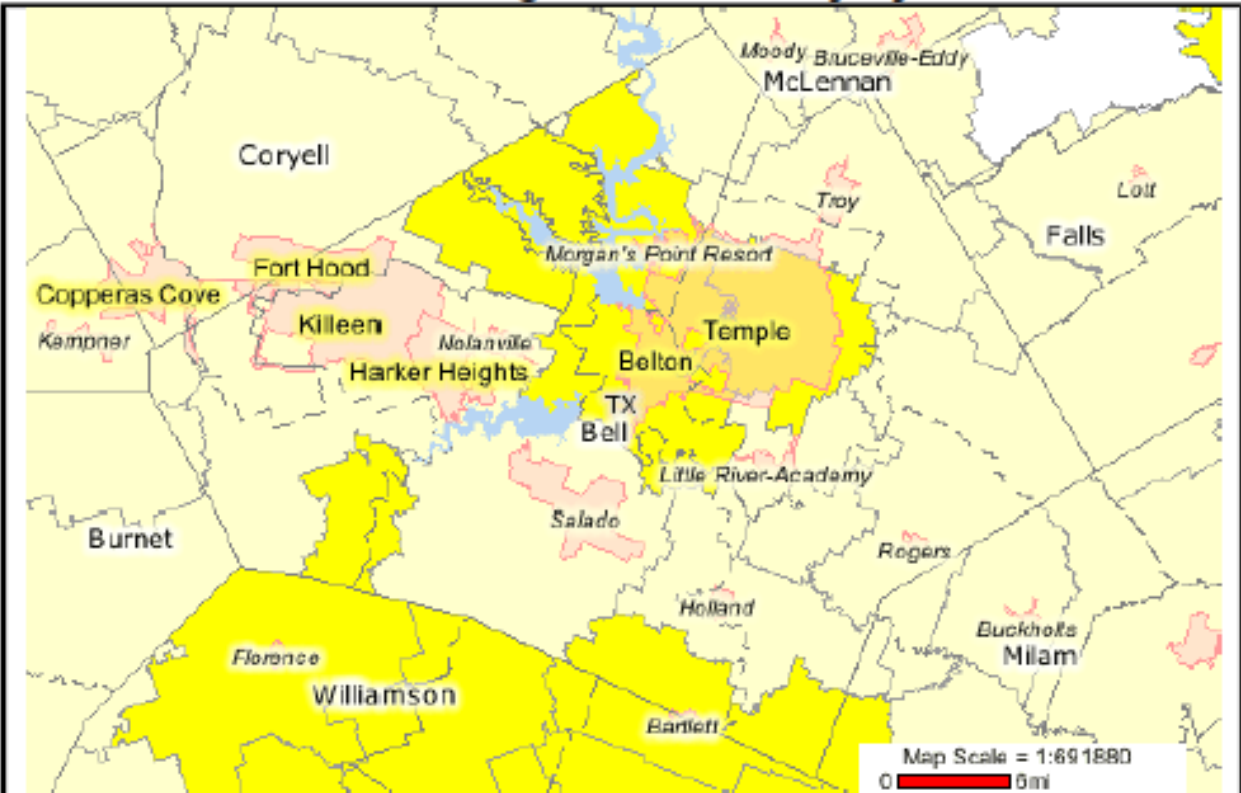 Moody Bruceville-Eddy
McLennan
Coryell
Lott
Troy
Falls
Morgan's Point Resort
Fort Hood
Copperas Cove
Killeen
Temple
Kempner
Nolanville
Belton
Harker Heights
TX
Bell
Little River-Academy
Salado
Burnet
Rogers
Holland
Buckholts
Milam
Florence
Williamson
Bartlett
Map Scale = 1:691880
0 6mi